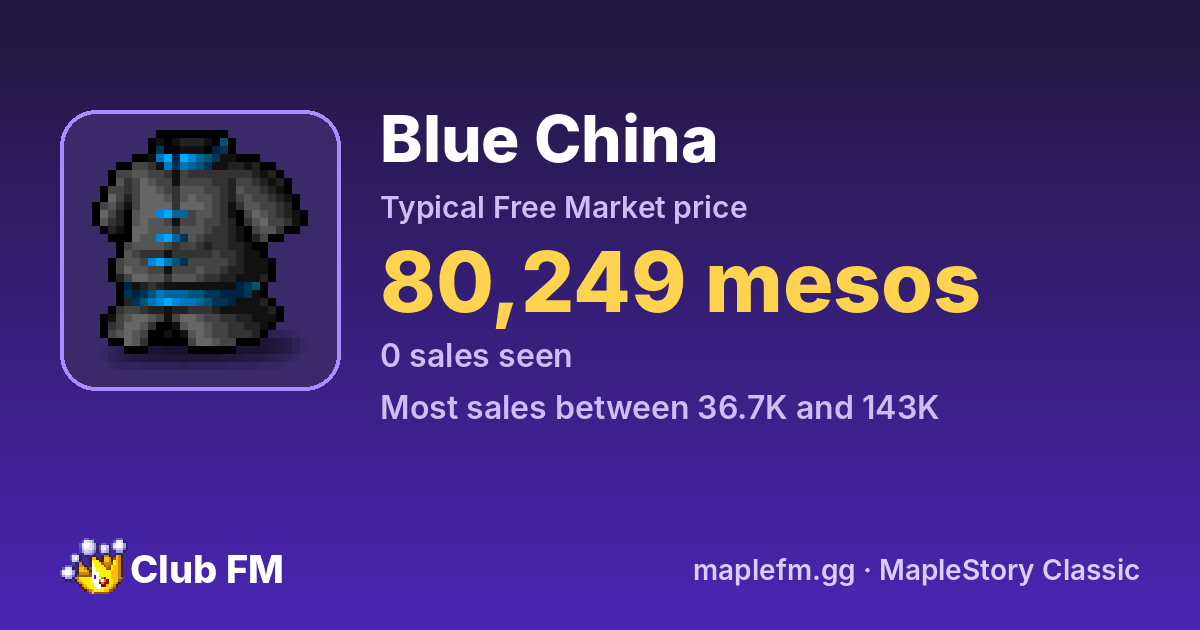 Blue China
Typical Free Market price
80,249 mesos
0 sales seen
Most sales between 36.7K and 143K
Club FM
maplefm.gg · MapleStory Classic